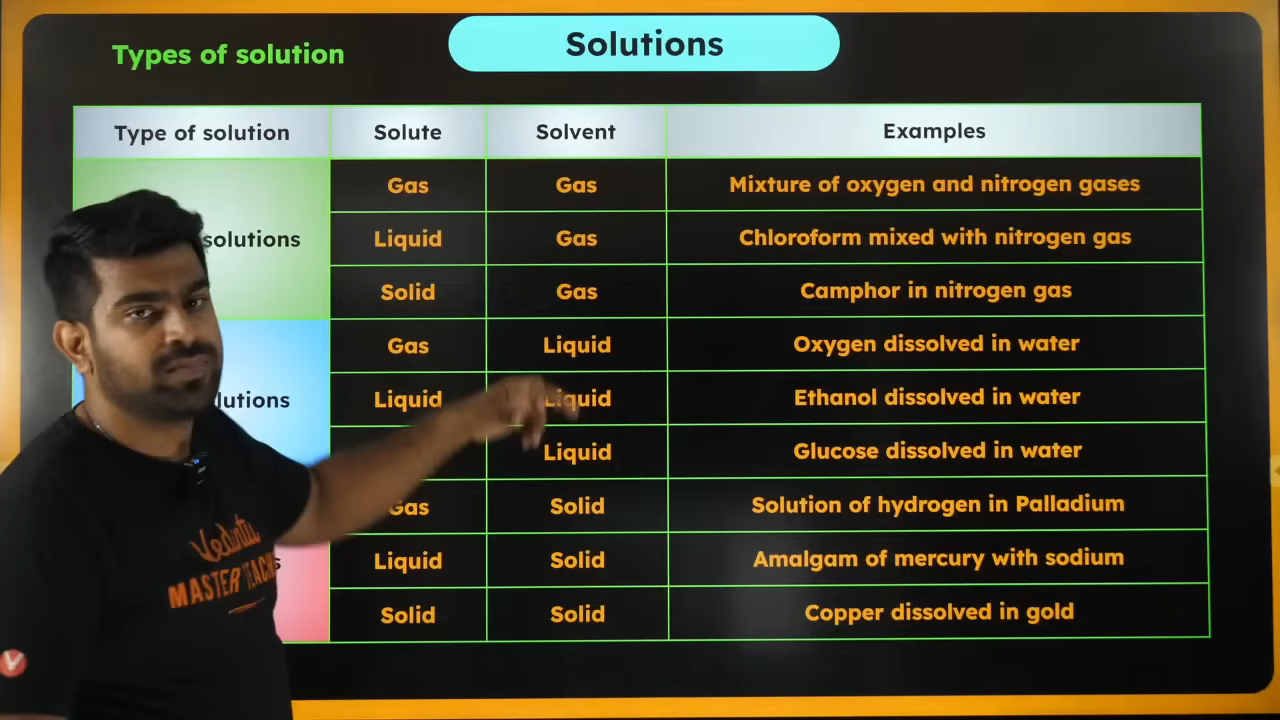 Types of solution
Solutions
Type of solution Solute Solvent Examples
Gas Gas Mixture of oxygen and nitrogen gases
solutions Liquid Gas Chloroform mixed with nitrogen gas
Solid Gas Camphor in nitrogen gas
Gas Liquid Oxygen dissolved in water
Liquid Liquid Ethanol dissolved in water
Liquid Glucose dissolved in water
Gas Solid Solution of hydrogen in Palladium
Liquid Solid Amalgam of mercury with sodium
Solid Solid Copper dissolved in gold
Vedantu
MASTER TEACHER
V